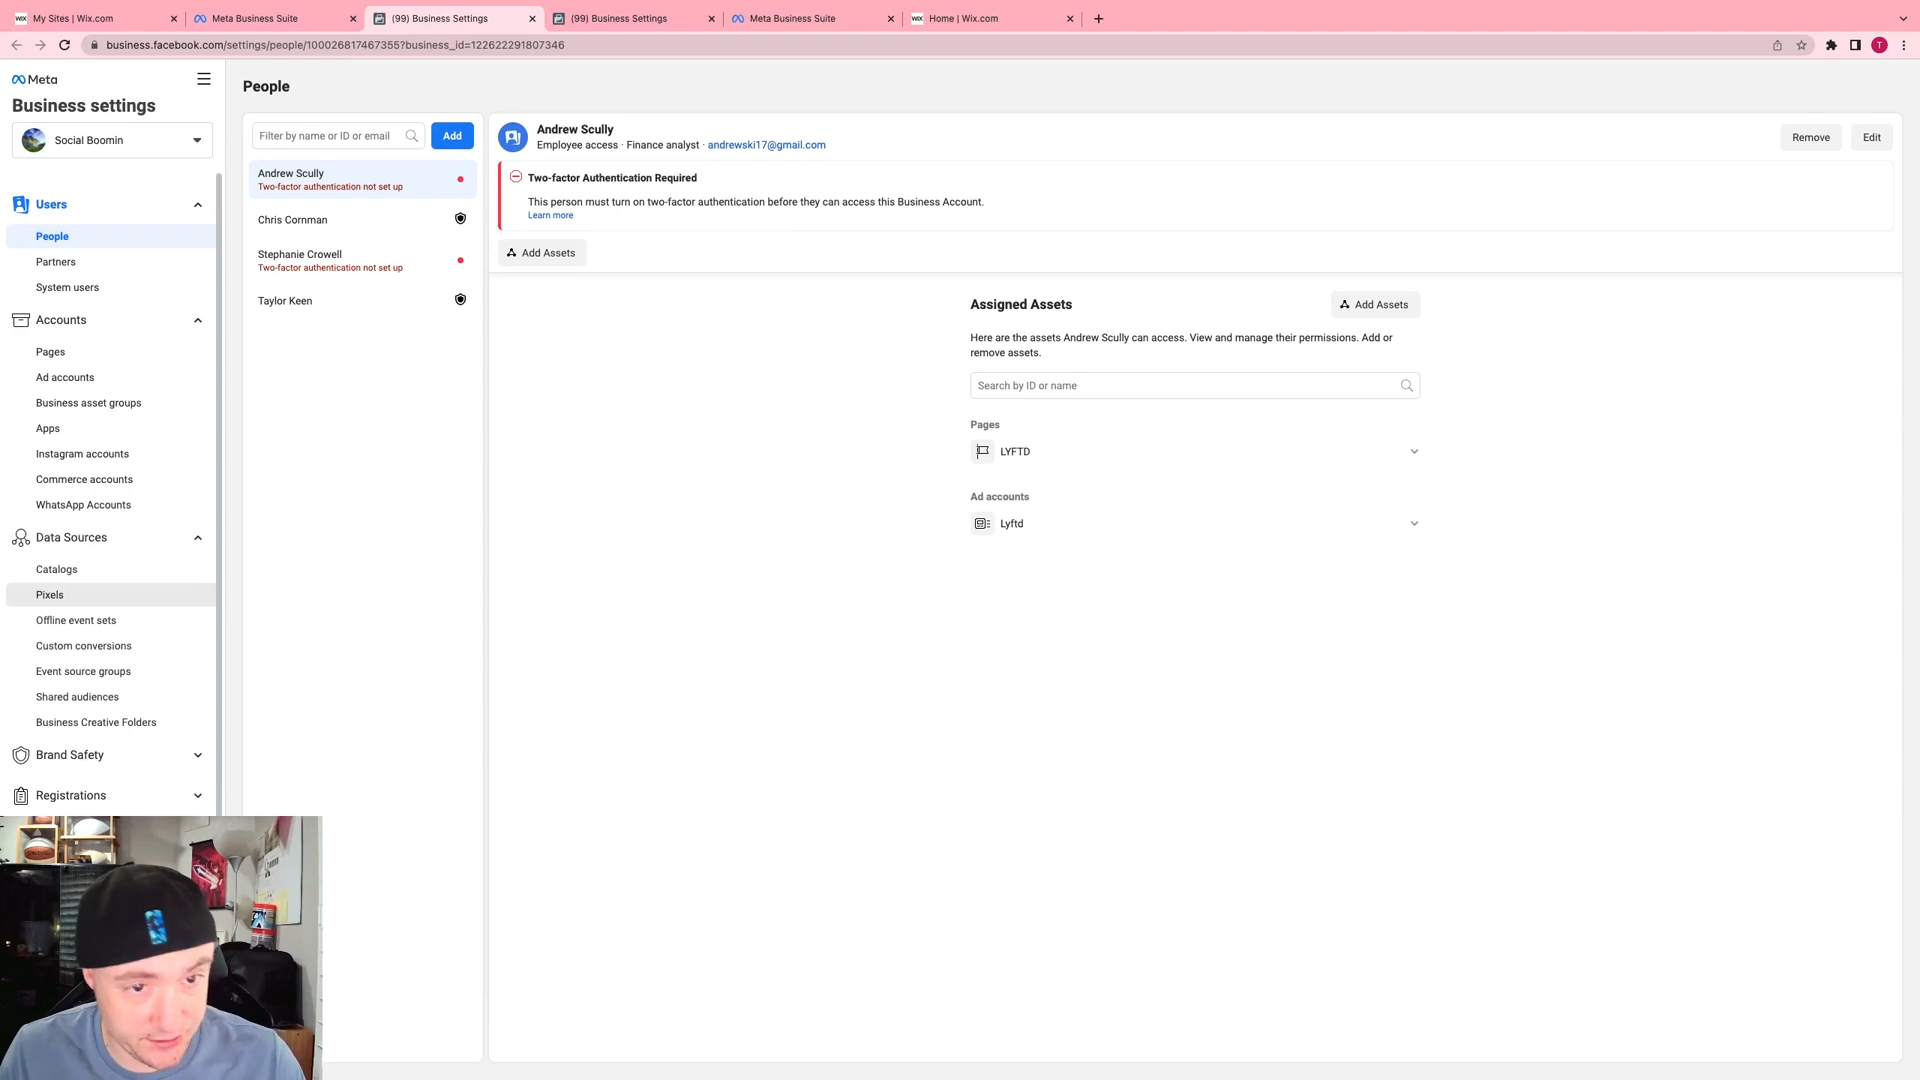 My Sites | Wix.com
Meta Business Suite
(99) Business Settings
(99) Business Settings
Meta Business Suite
Home | Wix.com
business.facebook.com/settings/people/100026817467355?business_id=122622291807346
T
Meta
Business settings
Social Boomin
Users
People
Partners
System users
Accounts
Pages
Ad accounts
Business asset groups
Apps
Instagram accounts
Commerce accounts
WhatsApp Accounts
Data Sources
Catalogs
Pixels
Offline event sets
Custom conversions
Event source groups
Shared audiences
Business Creative Folders
Brand Safety
Registrations
People
Filter by name or ID or email
Add
Andrew Scully
Two-factor authentication not set up
Chris Cornman
Stephanie Crowell
Two-factor authentication not set up
Taylor Keen
Andrew Scully
Employee access · Finance analyst · andrewski17@gmail.com
Remove
Edit
Two-factor Authentication Required
This person must turn on two-factor authentication before they can access this Business Account.
Learn more
Add Assets
Assigned Assets
Add Assets
Here are the assets Andrew Scully can access. View and manage their permissions. Add or
remove assets.
Search by ID or name
Pages
LYFTD
Ad accounts
Lyftd